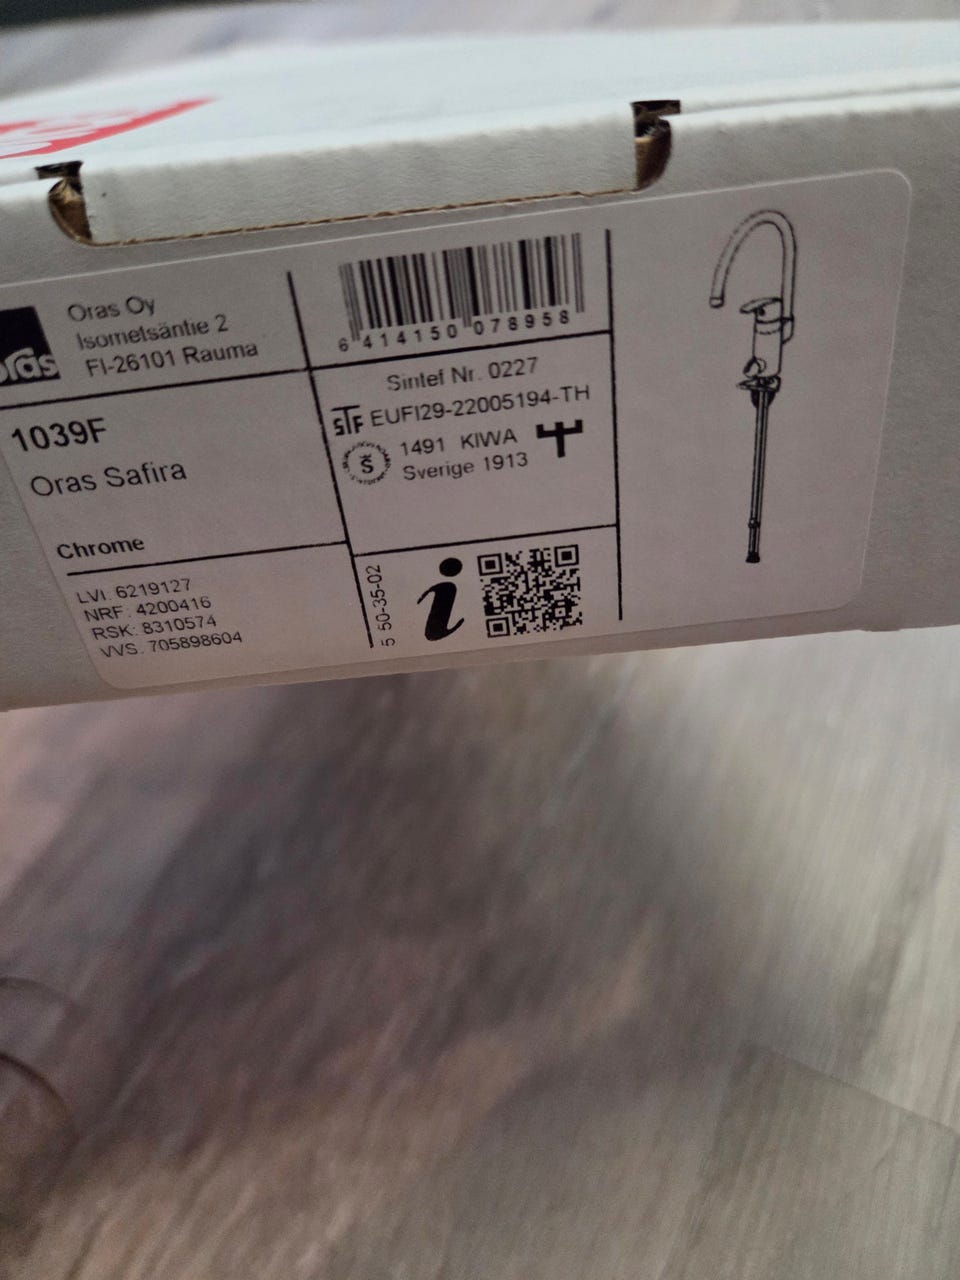 oras
Oras Oy
Isometsäntie 2
FI-26101 Rauma
6 414150 078958
1039F
Oras Safira
Chrome
LVI: 6219127
NRF: 4200416
RSK: 8310574
VVS: 705898604
Sintef Nr. 0227
STF EUFI29-22005194-TH
1491 KIWA
Sverige 1913
5 50-35-02
i